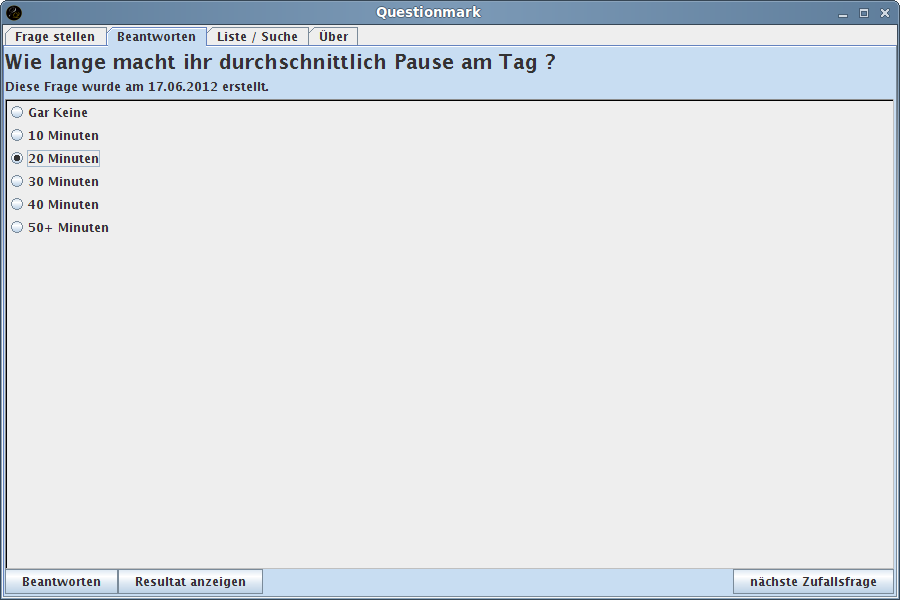 Questionmark
Frage stellen Beantworten Liste / Suche Über
Wie lange macht ihr durchschnittlich Pause am Tag ?
Diese Frage wurde am 17.06.2012 erstellt.
Gar Keine
10 Minuten
20 Minuten
30 Minuten
40 Minuten
50+ Minuten
Beantworten Resultat anzeigen nächste Zufallsfrage